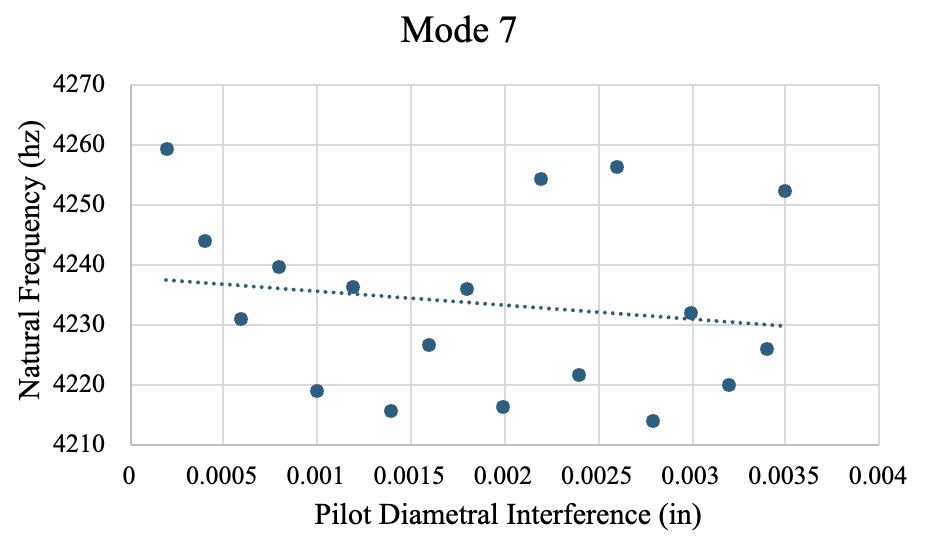 Mode 7
4270
4260
4250
4240
4230
4220
4210
Natural Frequency (hz)
0 0.0005 0.001 0.0015 0.002 0.0025 0.003 0.0035 0.004
Pilot Diametral Interference (in)